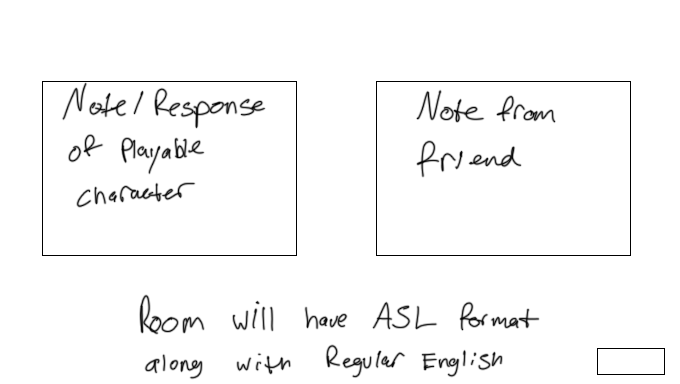 Note/Response
of Playable
character
Note from
friend
Room will have ASL format
along with Regular English